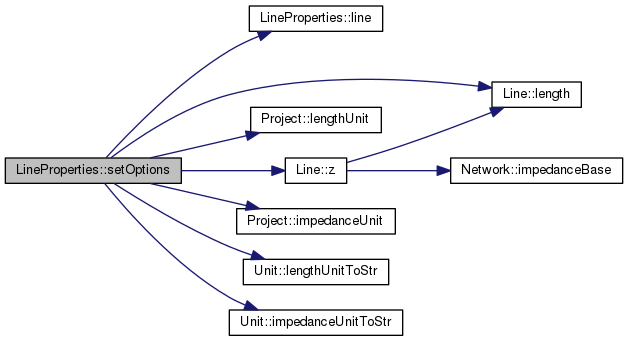 LineProperties::line
Line::length
Project::lengthUnit
LineProperties::setOptions
Line::z
Network::impedanceBase
Project::impedanceUnit
Unit::lengthUnitToStr
Unit::impedanceUnitToStr